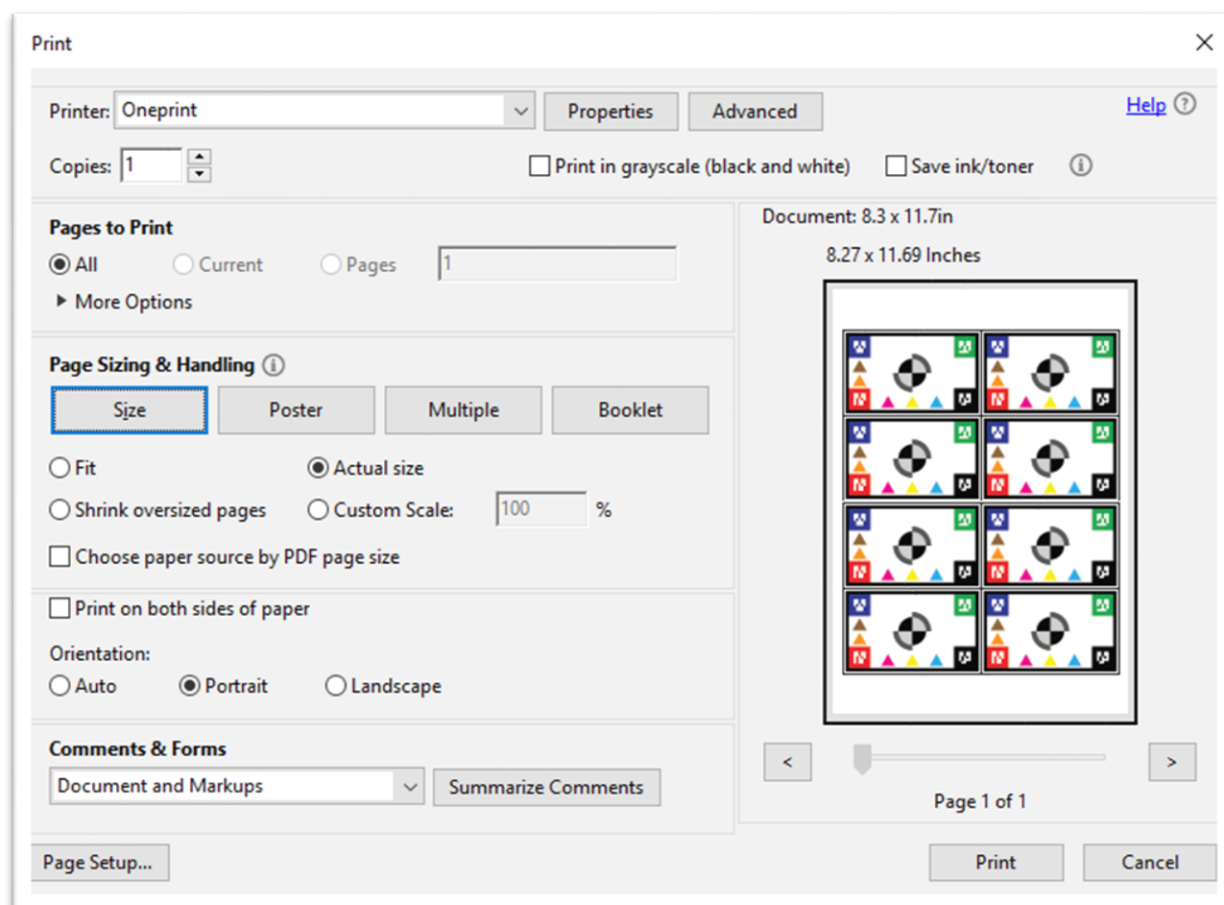 Print
Printer: Oneprint Properties Advanced Help
Copies: 1 Print in grayscale (black and white) Save ink/toner
Pages to Print
All Current Pages 1
More Options
Page Sizing & Handling
Size Poster Multiple Booklet
Fit Actual size
Shrink oversized pages Custom Scale: 100 %
Choose paper source by PDF page size
Print on both sides of paper
Orientation:
Auto Portrait Landscape
Comments & Forms
Document and Markups Summarize Comments
Document: 8.3 x 11.7in
8.27 x 11.69 Inches
< >
Page 1 of 1
Page Setup... Print Cancel